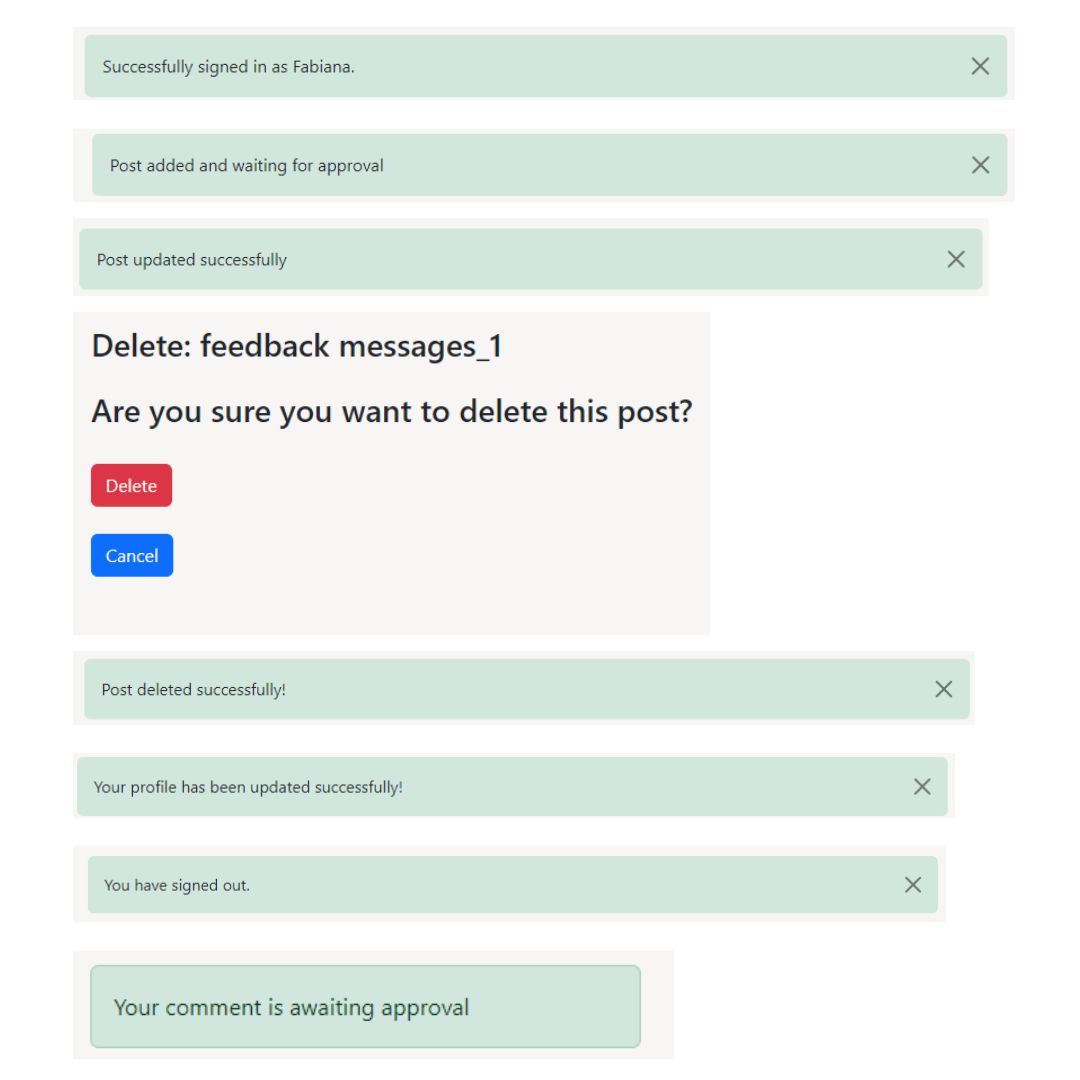 Successfully signed in as Fabiana.
Post added and waiting for approval
Post updated successfully
Delete: feedback messages_1
Are you sure you want to delete this post?
Delete
Cancel
Post deleted successfully!
Your profile has been updated successfully!
You have signed out.
Your comment is awaiting approval